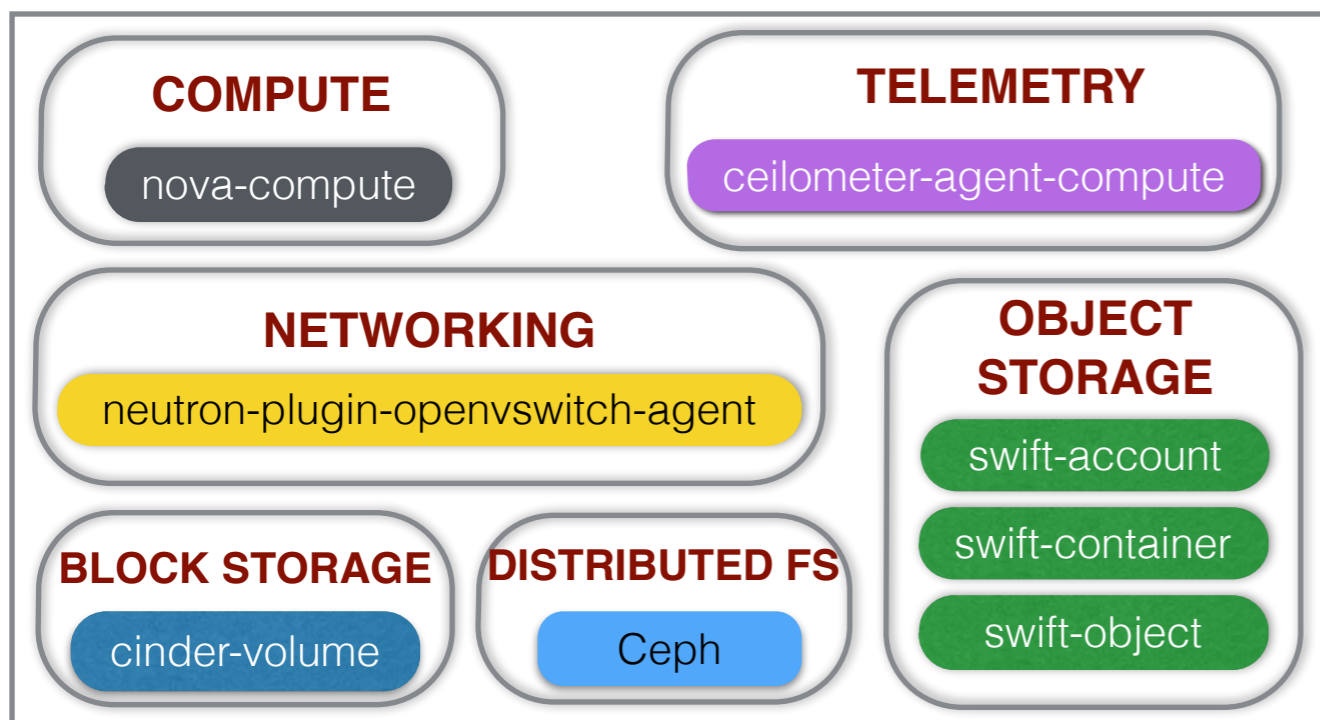 COMPUTE
nova-compute
TELEMETRY
ceilometer-agent-compute
NETWORKING
neutron-plugin-openvswitch-agent
OBJECT
STORAGE
swift-account
swift-container
swift-object
BLOCK STORAGE
cinder-volume
DISTRIBUTED FS
Ceph